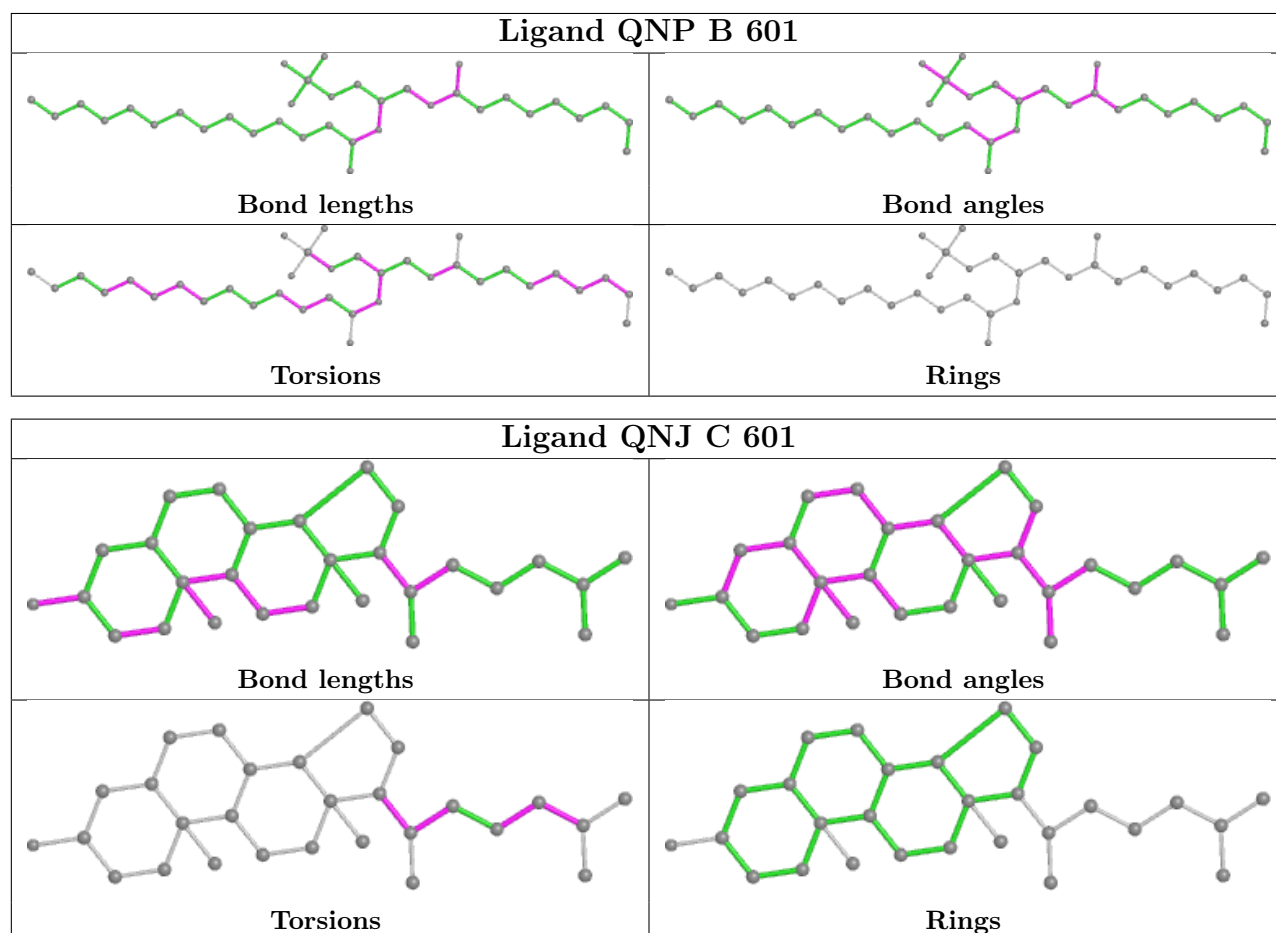 Ligand QNP B 601
Bond lengths
Bond angles
Torsions
Rings
Ligand QNJ C 601
Bond lengths
Bond angles
Torsions
Rings